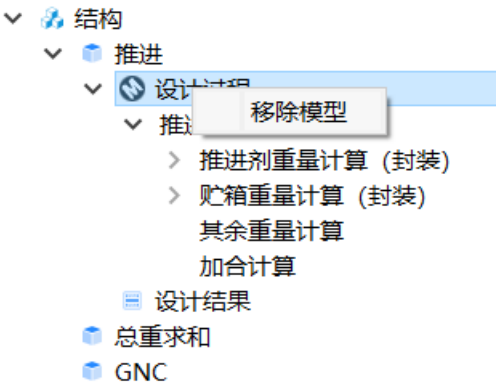 结构
推进
设计过程
移除模型
推进
推进剂重量计算（封装）
贮箱重量计算（封装）
其余重量计算
加合计算
设计结果
总重求和
GNC